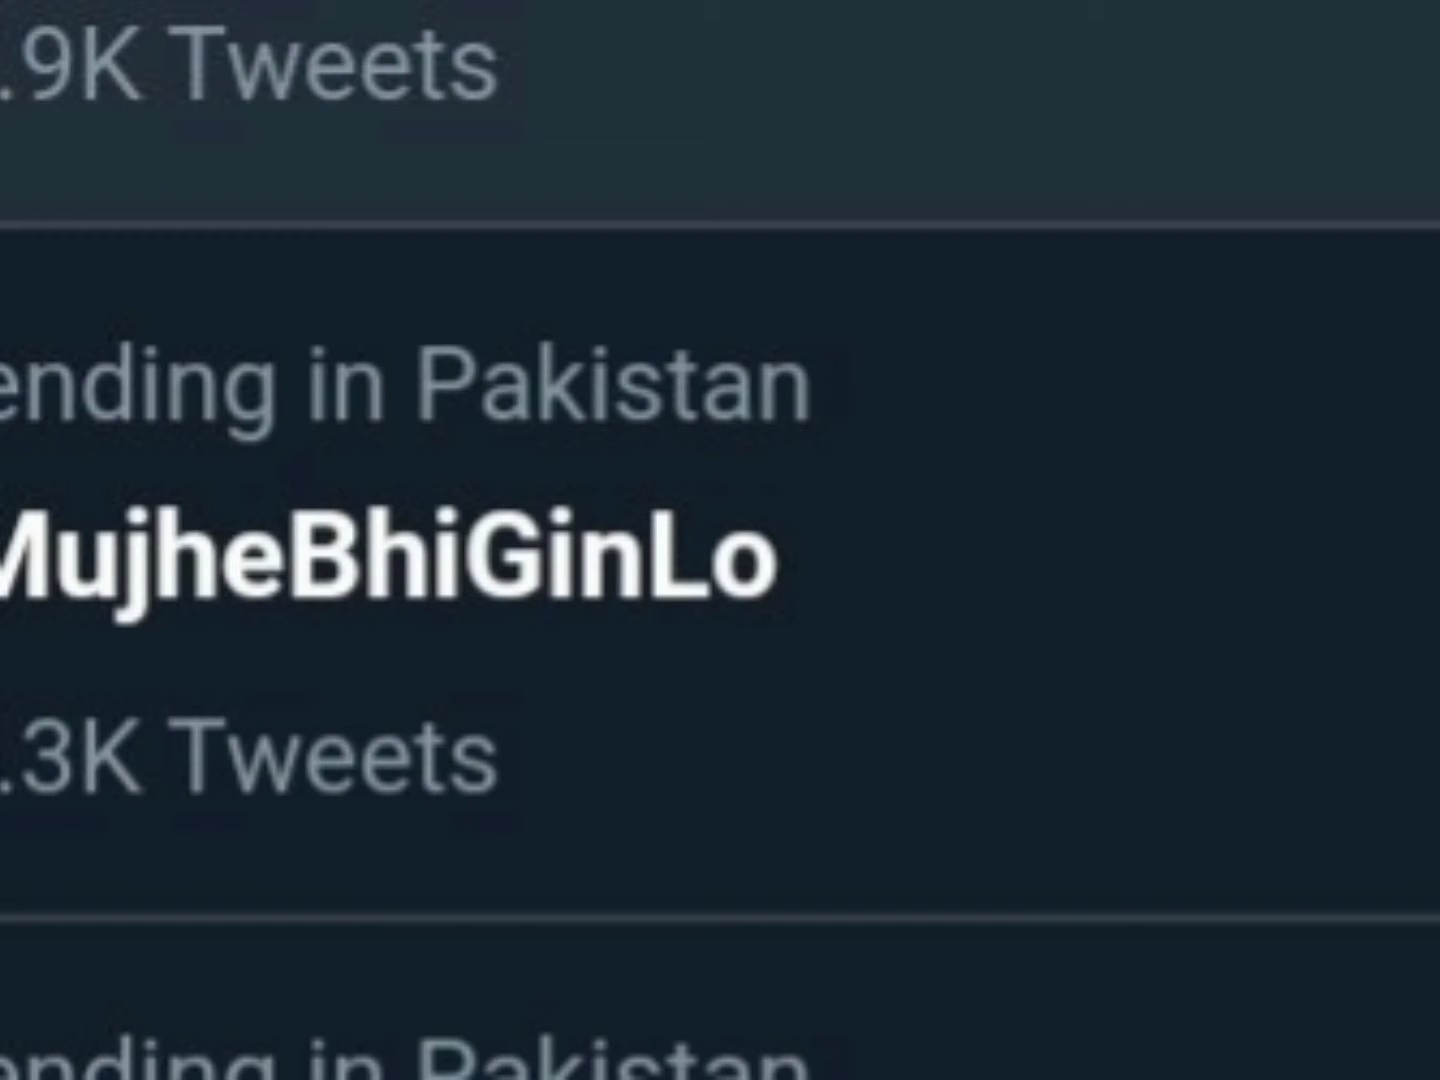 .9K Tweets
ending in Pakistan
MujheBhiGinLo
.3K Tweets
ending in Pakistan